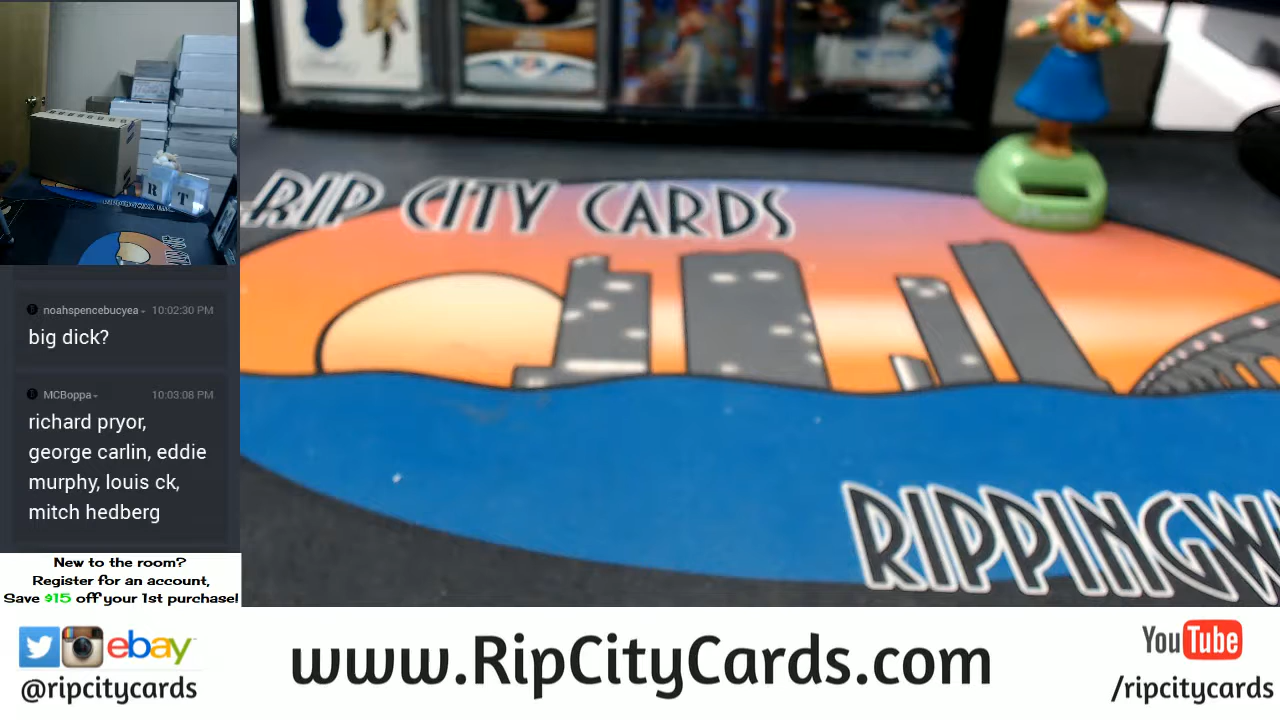 RIP CITY CARDS
R T
noahspencebucyea 10:02:30 PM
big dick?
MCBoppa 10:03:08 PM
richard pryor,
george carlin, eddie
murphy, louis ck,
mitch hedberg
RIPPINGW
New to the room?
Register for an account,
Save $15 off your 1st purchase!
ebay
@ripcitycards
www.RipCityCards.com
YouTube
/ripcitycards